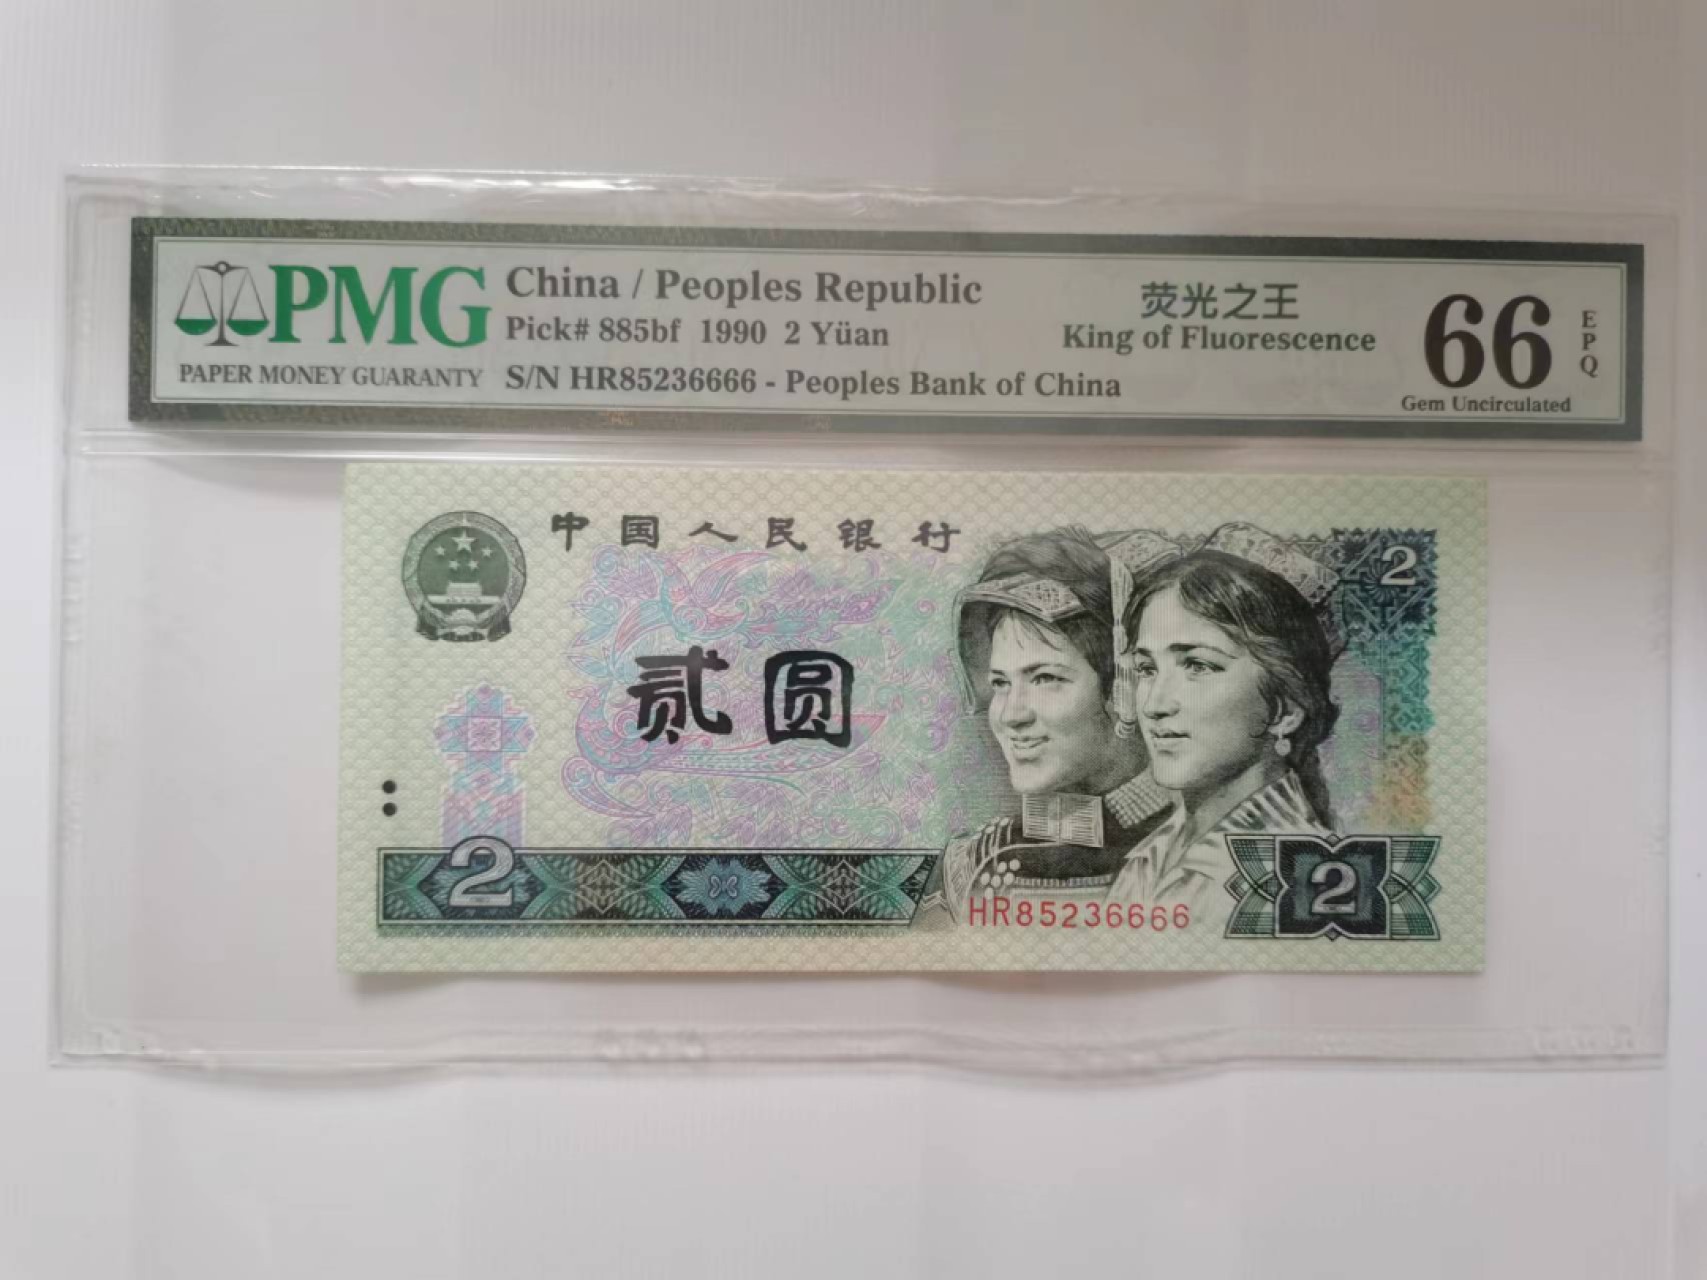 PMG
PAPER MONEY GUARANTY
China / Peoples Republic
Pick# 885bf 1990 2 Yüan
S/N HR85236666 - Peoples Bank of China
荧光之王
King of Fluorescence
66
EPQ
Gem Uncirculated
中国人民银行
2
贰圆
2
HR85236666
2